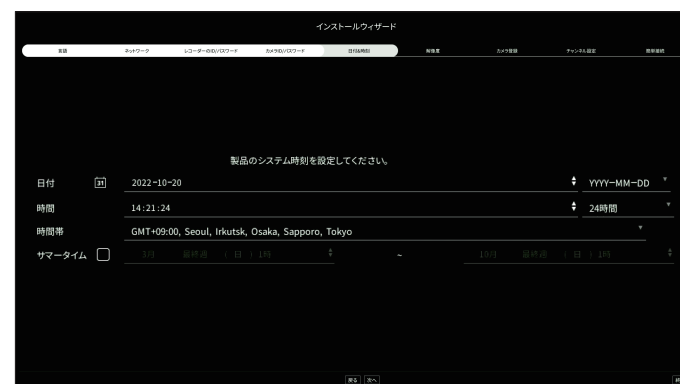 インストールウィザード
言語 ネットワーク レコーダーのID/パスワード カメラID/パスワード 日付&時刻 解像度 カメラ登録 チャンネル設定 簡単接続
製品のシステム時刻を設定してください。
日付 31 2022-10-20 YYYY-MM-DD
時間 14:21:24 24時間
時間帯 GMT+09:00, Seoul, Irkutsk, Osaka, Sapporo, Tokyo
サマータイム 3月 最終週 ( 日 ) 1時 ~ 10月 最終週 ( 日 ) 1時
戻る 次へ